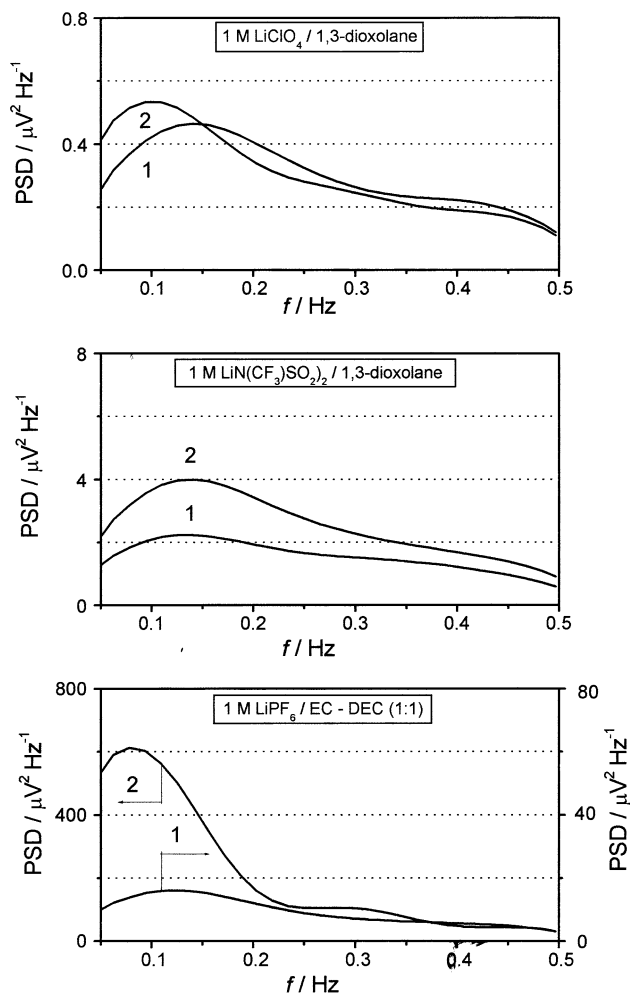 1 M LiClO4 / 1,3-dioxolane
PSD / μV2 Hz-1
0.8
0.4
0.0
2
1
0.1 0.2 0.3 0.4 0.5
f / Hz
1 M LiN(CF3)SO2)2 / 1,3-dioxolane
PSD / μV2 Hz-1
8
4
0
2
1
0.1 0.2 0.3 0.4 0.5
f / Hz
1 M LiPF6 / EC - DEC (1:1)
PSD / μV2 Hz-1
800
400
0
2
1
80
40
0
PSD / μV2 Hz-1
0.1 0.2 0.3 0.4 0.5
f / Hz